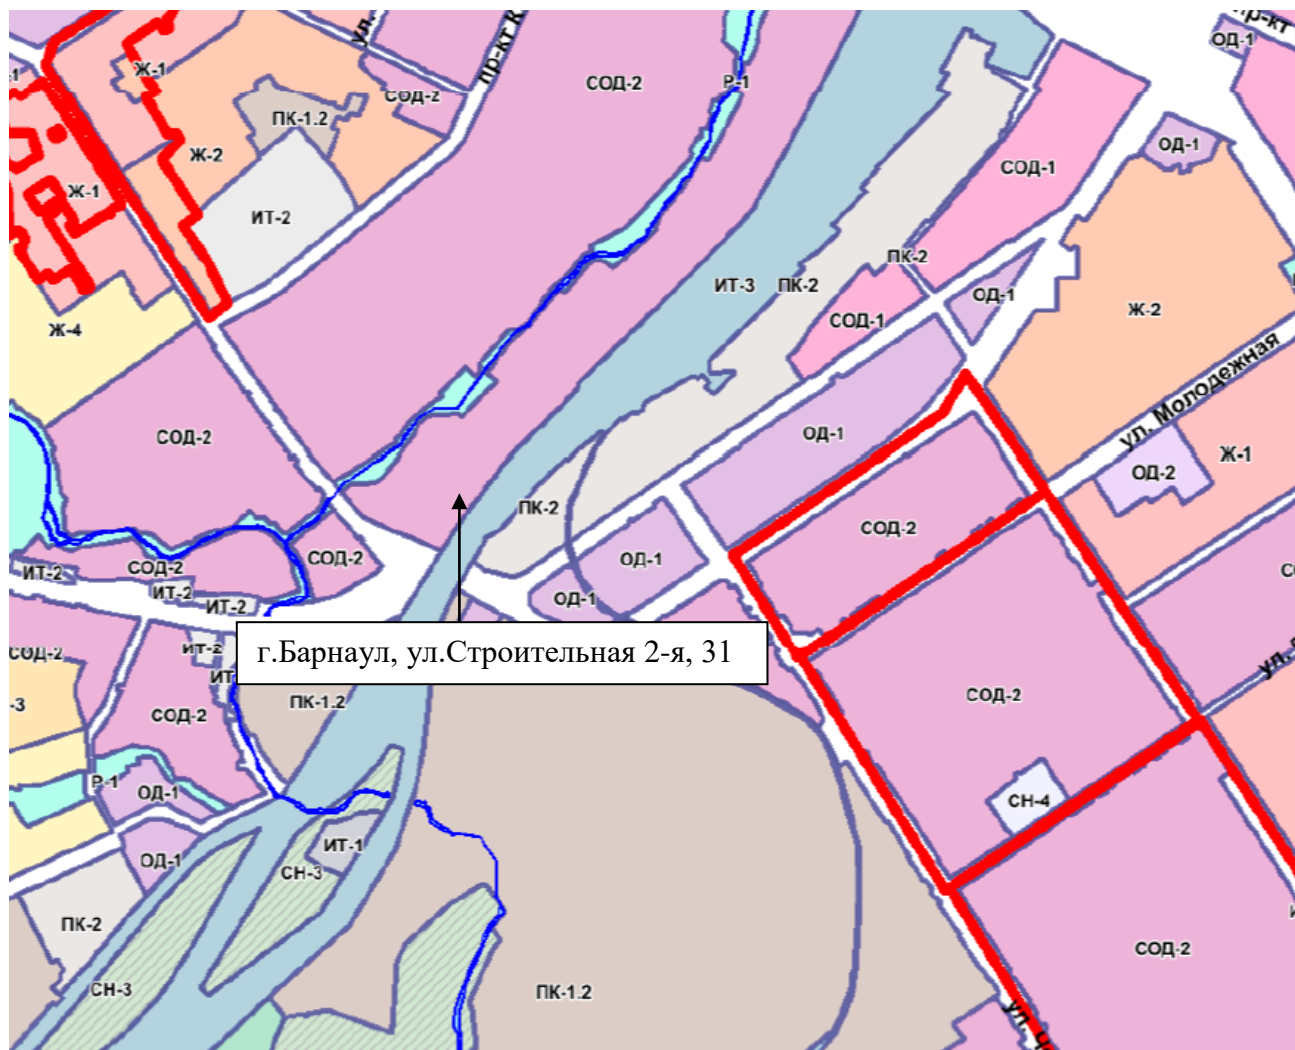 пр-кт
ОД-1
ул.
пр-кт К
Ж-1
СОД-2
СОД-2
Р-1
ПК-1.2
ОД-1
Ж-2
СОД-1
Ж-1
ИТ-2
ПК-2
ИТ-3
ПК-2
ОД-1
СОД-1
Ж-2
Ж-4
ул. Молодежная
СОД-2
ОД-1
Ж-1
ОД-2
ПК-2
СОД-2
СОД-2
ОД-1
СОД-2
ИТ-2
ИТ-2
ИТ-2
ОД-1
г.Барнаул, ул.Строительная 2-я, 31
СОД-2
ИТ-2
ИТ
ул.
-3
ПК-1.2
СОД-2
СОД-2
Р-1
ОД-1
СН-4
ИТ-1
ОД-1
СН-3
ПК-2
СОД-2
СН-3
ПК-1.2
ул. Ч